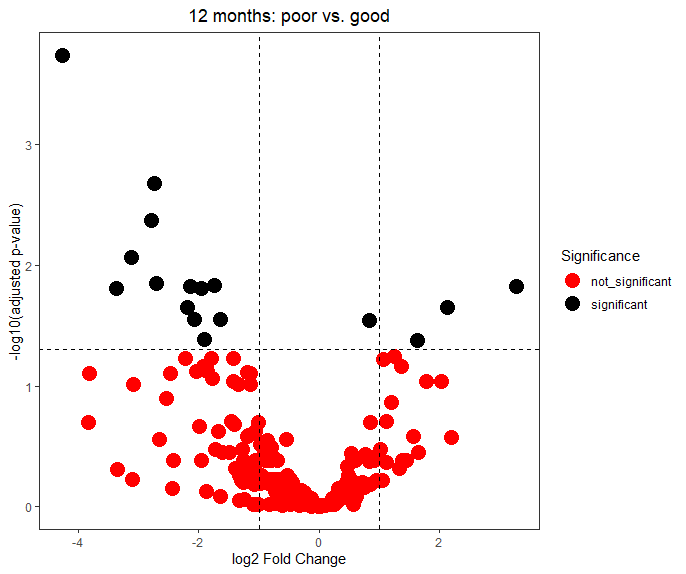 12 months: poor vs. good
-log10(adjusted p-value)
3
2
1
0
-4
-2
0
2
log2 Fold Change
Significance
not_significant
significant